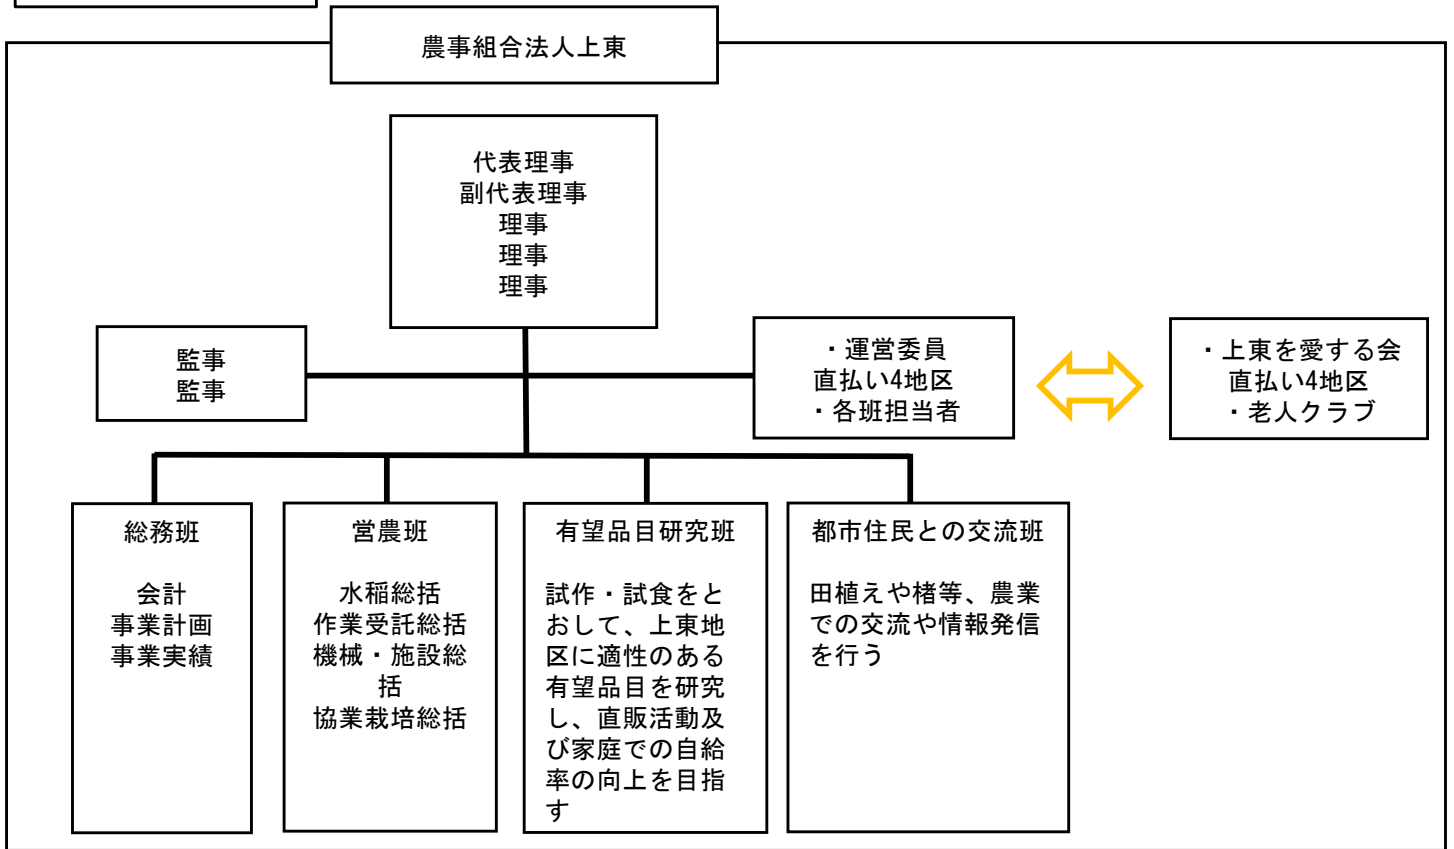 農事組合法人上東
代表理事
副代表理事
理事
理事
理事
監事
監事
・運営委員
直払い4地区
・各班担当者
・上東を愛する会
直払い4地区
・老人クラブ
総務班
会計
事業計画
事業実績
営農班
水稲総括
作業受託総括
機械・施設総
括
協業栽培総括
有望品目研究班
試作・試食をと
おして、上東地
区に適性のある
有望品目を研究
し、直販活動及
び家庭での自給
率の向上を目指
す
都市住民との交流班
田植えや楮等、農業
での交流や情報発信
を行う